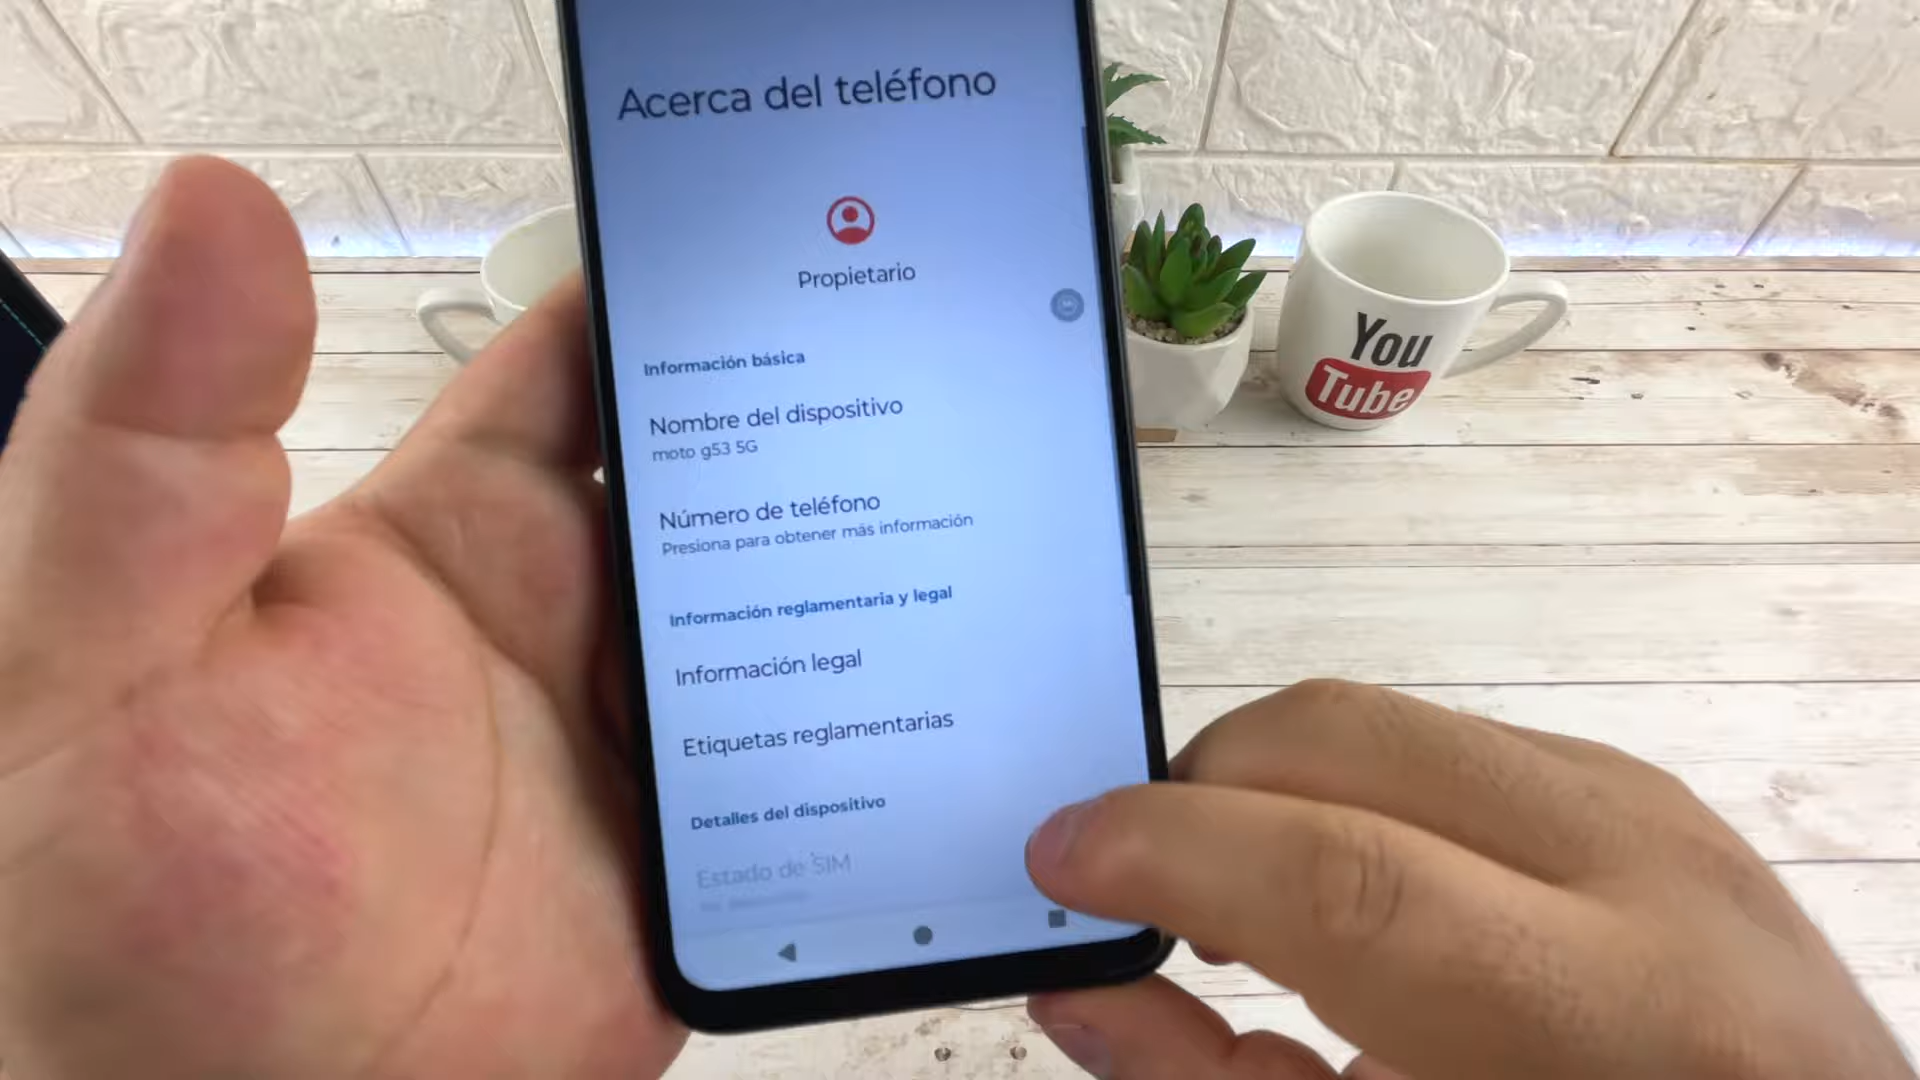 Acerca del teléfono
Propietario
Información básica
Nombre del dispositivo
moto g53 5G
Número de teléfono
Presiona para obtener más información
Información reglamentaria y legal
Información legal
Etiquetas reglamentarias
Detalles del dispositivo
Estado de SIM
You
Tube